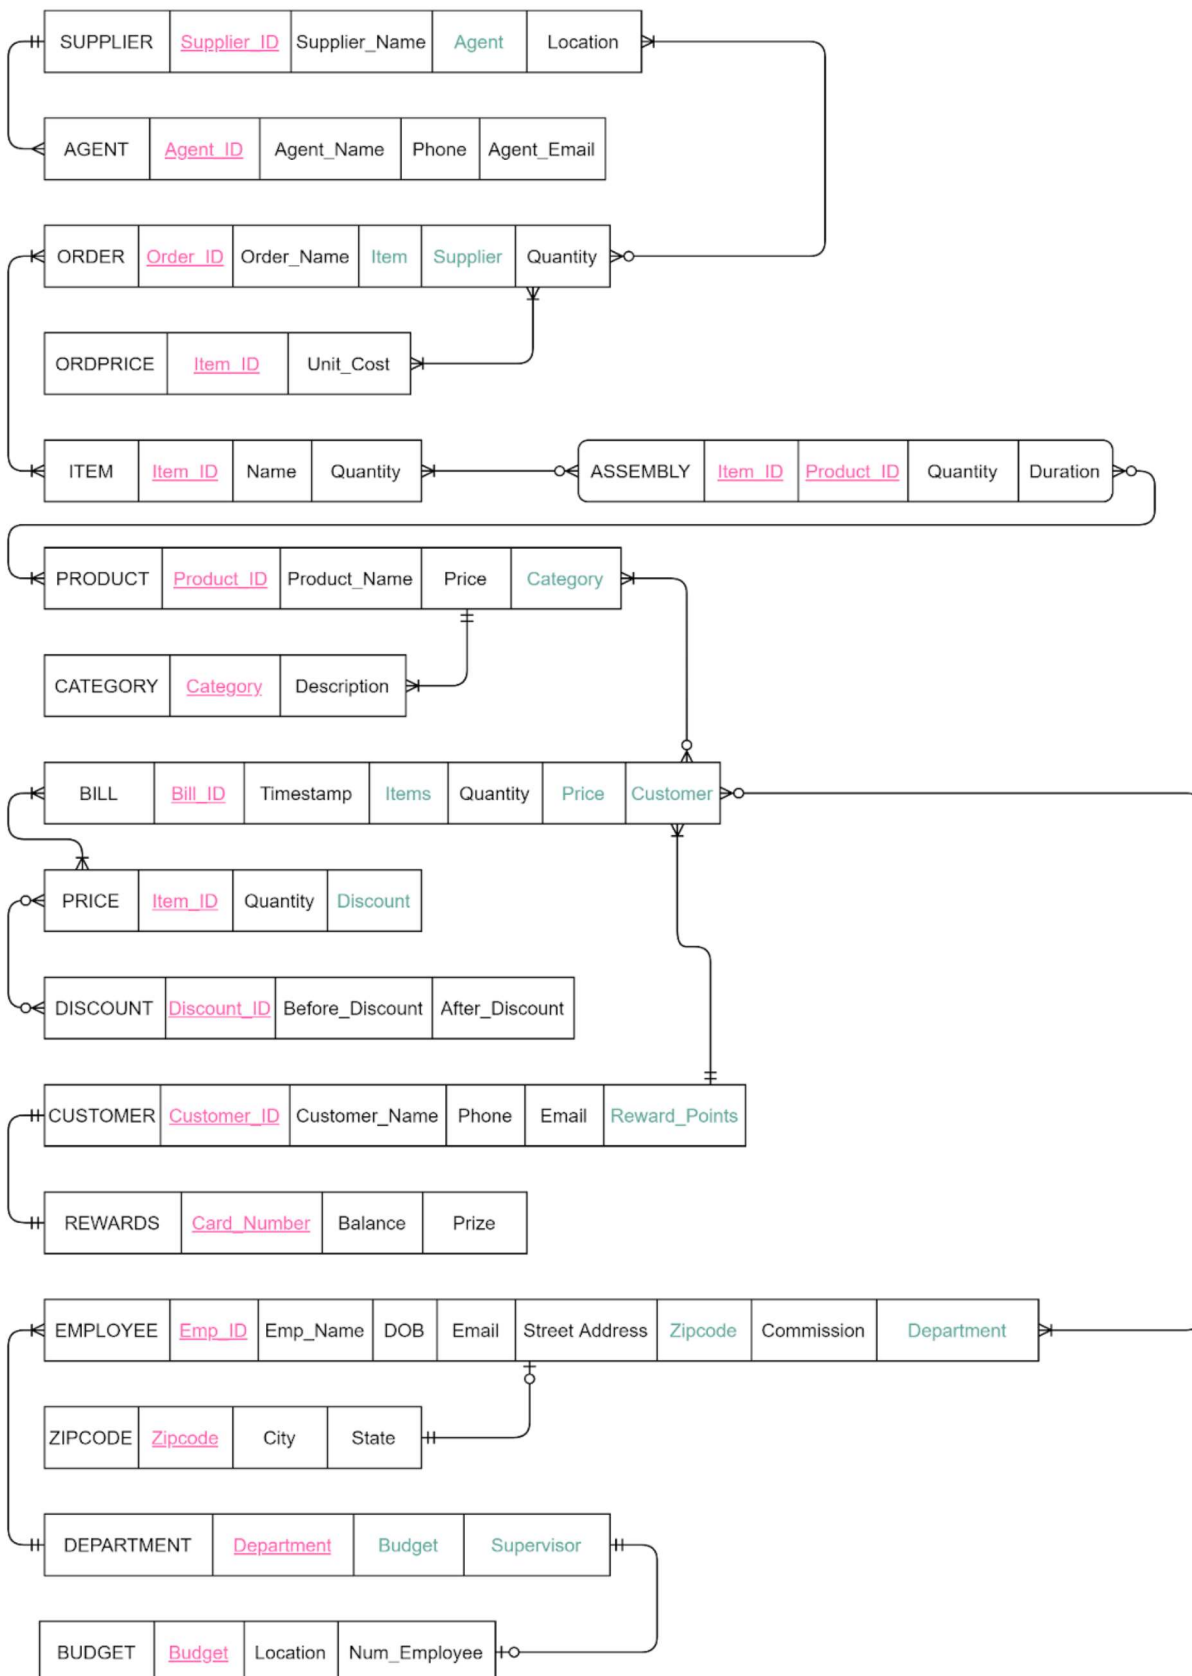 SUPPLIER Supplier_ID Supplier_Name Agent Location
AGENT Agent_ID Agent_Name Phone Agent_Email
ORDER Order_ID Order_Name Item Supplier Quantity
ORDPRICE Item_ID Unit_Cost
ITEM Item_ID Name Quantity ASSEMBLY Item_ID Product_ID Quantity Duration
PRODUCT Product_ID Product_Name Price Category
CATEGORY Category Description
BILL Bill_ID Timestamp Items Quantity Price Customer
PRICE Item_ID Quantity Discount
DISCOUNT Discount_ID Before_Discount After_Discount
CUSTOMER Customer_ID Customer_Name Phone Email Reward_Points
REWARDS Card_Number Balance Prize
EMPLOYEE Emp_ID Emp_Name DOB Email Street Address Zipcode Commission Department
ZIPCODE Zipcode City State
DEPARTMENT Department Budget Supervisor
BUDGET Budget Location Num_Employee